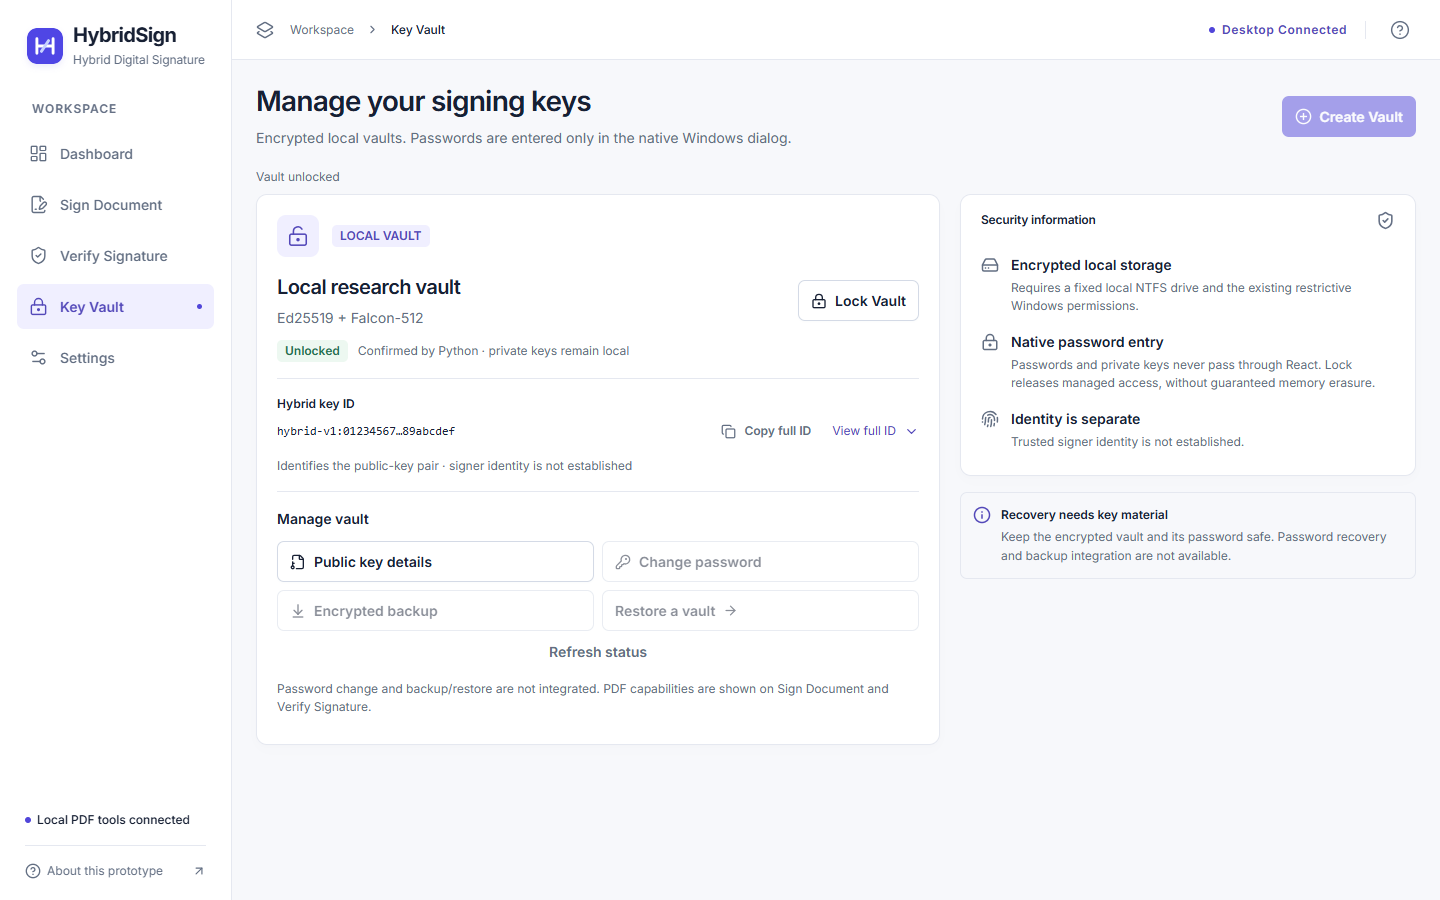 HybridSign
Hybrid Digital Signature
WORKSPACE
Dashboard
Sign Document
Verify Signature
Key Vault
Settings
Local PDF tools connected
About this prototype
Workspace > Key Vault
Desktop Connected
Manage your signing keys
Encrypted local vaults. Passwords are entered only in the native Windows dialog.
Create Vault
Vault unlocked
LOCAL VAULT
Local research vault
Ed25519 + Falcon-512
Lock Vault
Unlocked Confirmed by Python · private keys remain local
Hybrid key ID
hybrid-v1:01234567…89abcdef
Copy full ID
View full ID
Identifies the public-key pair · signer identity is not established
Manage vault
Public key details
Change password
Encrypted backup
Restore a vault
Refresh status
Password change and backup/restore are not integrated. PDF capabilities are shown on Sign Document and
Verify Signature.
Security information
Encrypted local storage
Requires a fixed local NTFS drive and the existing restrictive
Windows permissions.
Native password entry
Passwords and private keys never pass through React. Lock
releases managed access, without guaranteed memory erasure.
Identity is separate
Trusted signer identity is not established.
Recovery needs key material
Keep the encrypted vault and its password safe. Password recovery
and backup integration are not available.